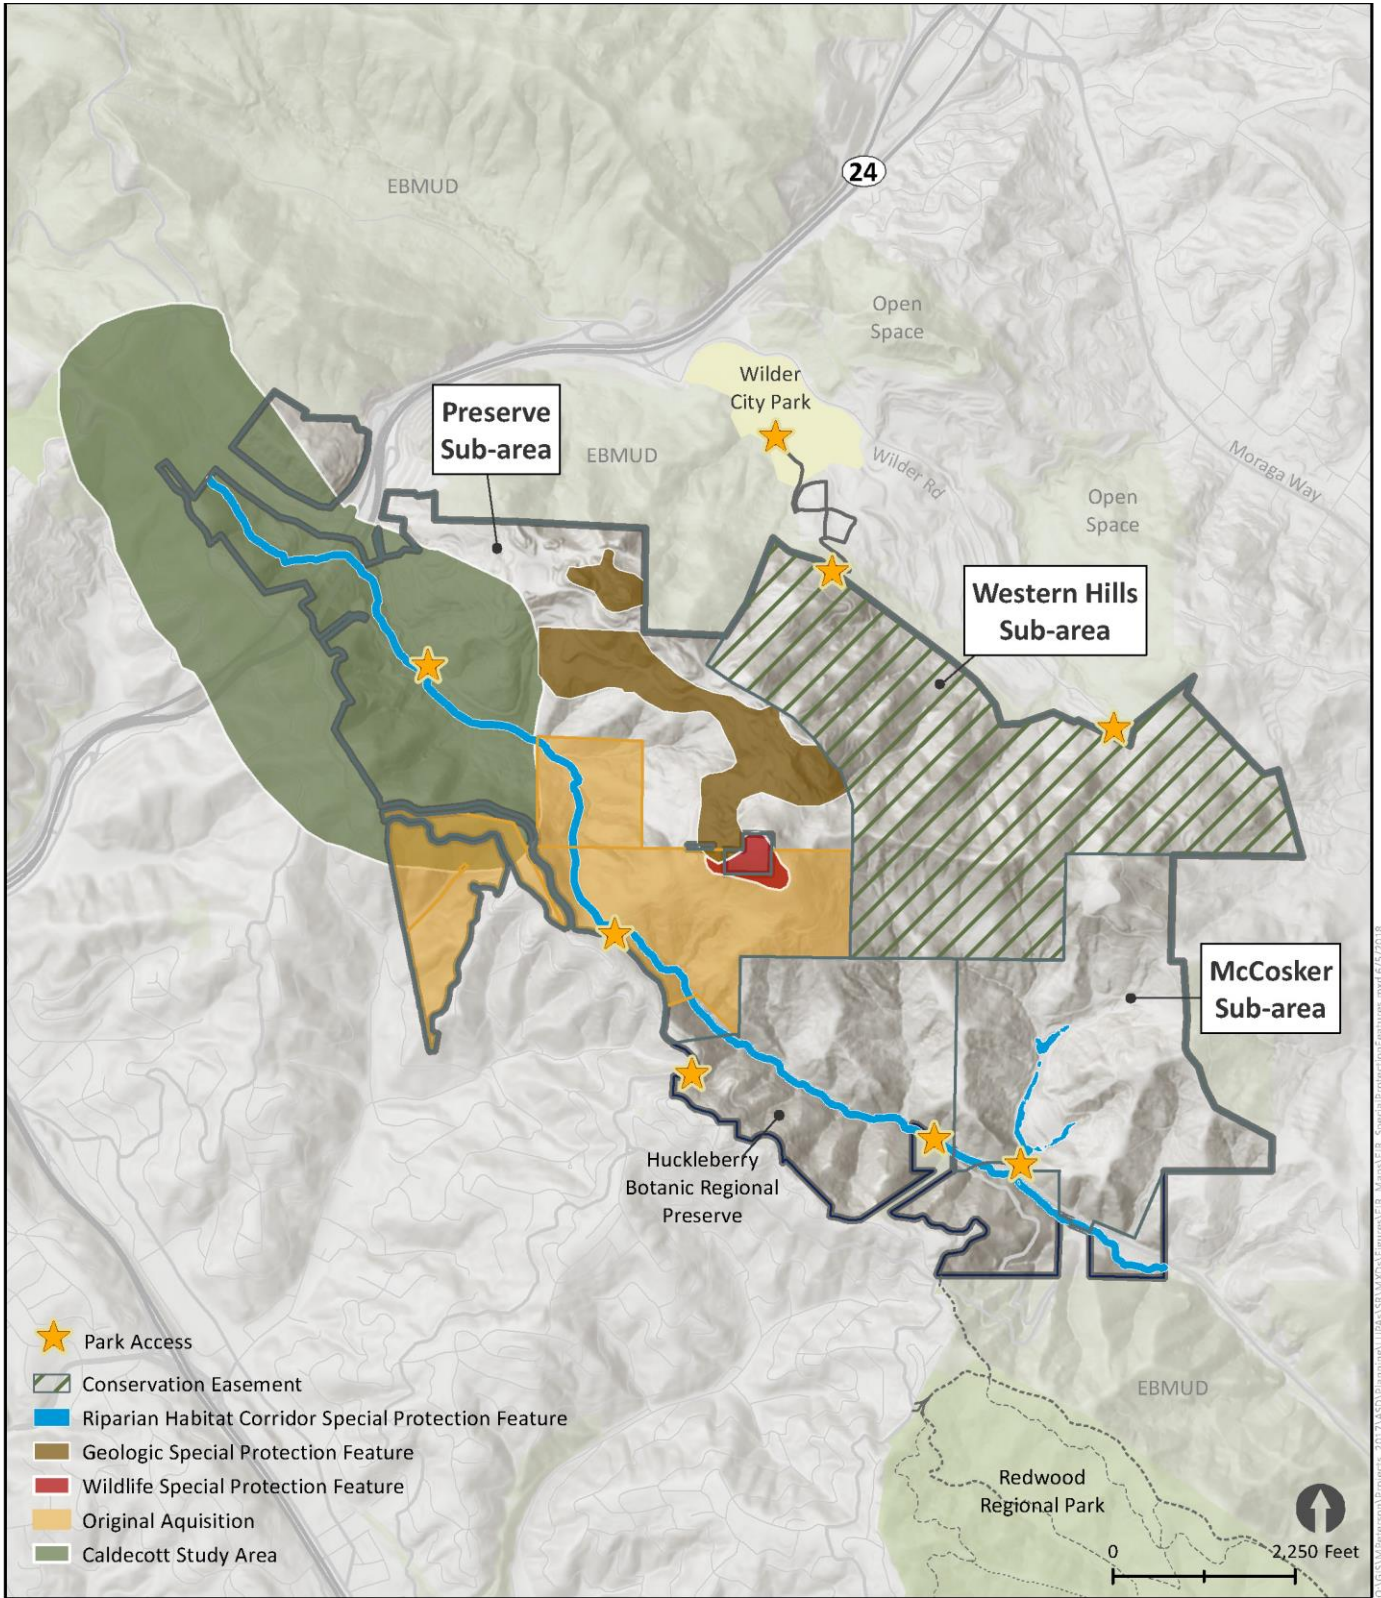 EBMUD
24
Open
Space
Wilder
City Park
Preserve
Sub-area
EBMUD
Wilder Rd
Moraga Way
Open
Space
Western Hills
Sub-area
McCosker
Sub-area
Huckleberry
Botanic Regional
Preserve
Park Access
Conservation Easement
Riparian Habitat Corridor Special Protection Feature
Geologic Special Protection Feature
Wildlife Special Protection Feature
Original Aquisition
Caldecott Study Area
EBMUD
Redwood
Regional Park
0
2,250 Feet